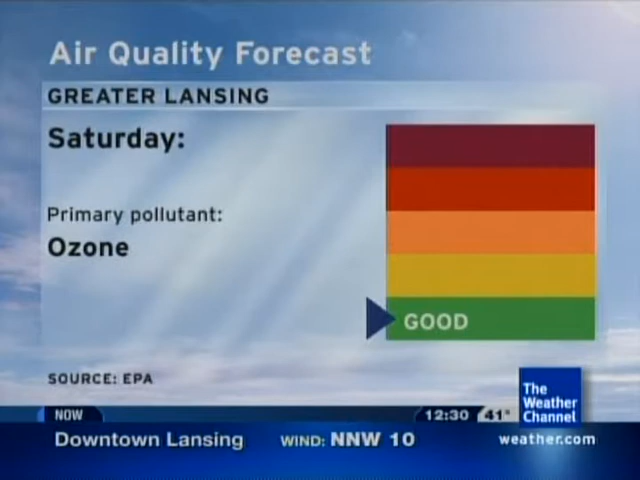 Air Quality Forecast
GREATER LANSING
Saturday:
Primary pollutant:
Ozone
GOOD
SOURCE: EPA
The
Weather
Channel
NOW
12:30 41°
Downtown Lansing WIND: NNW 10
weather.com